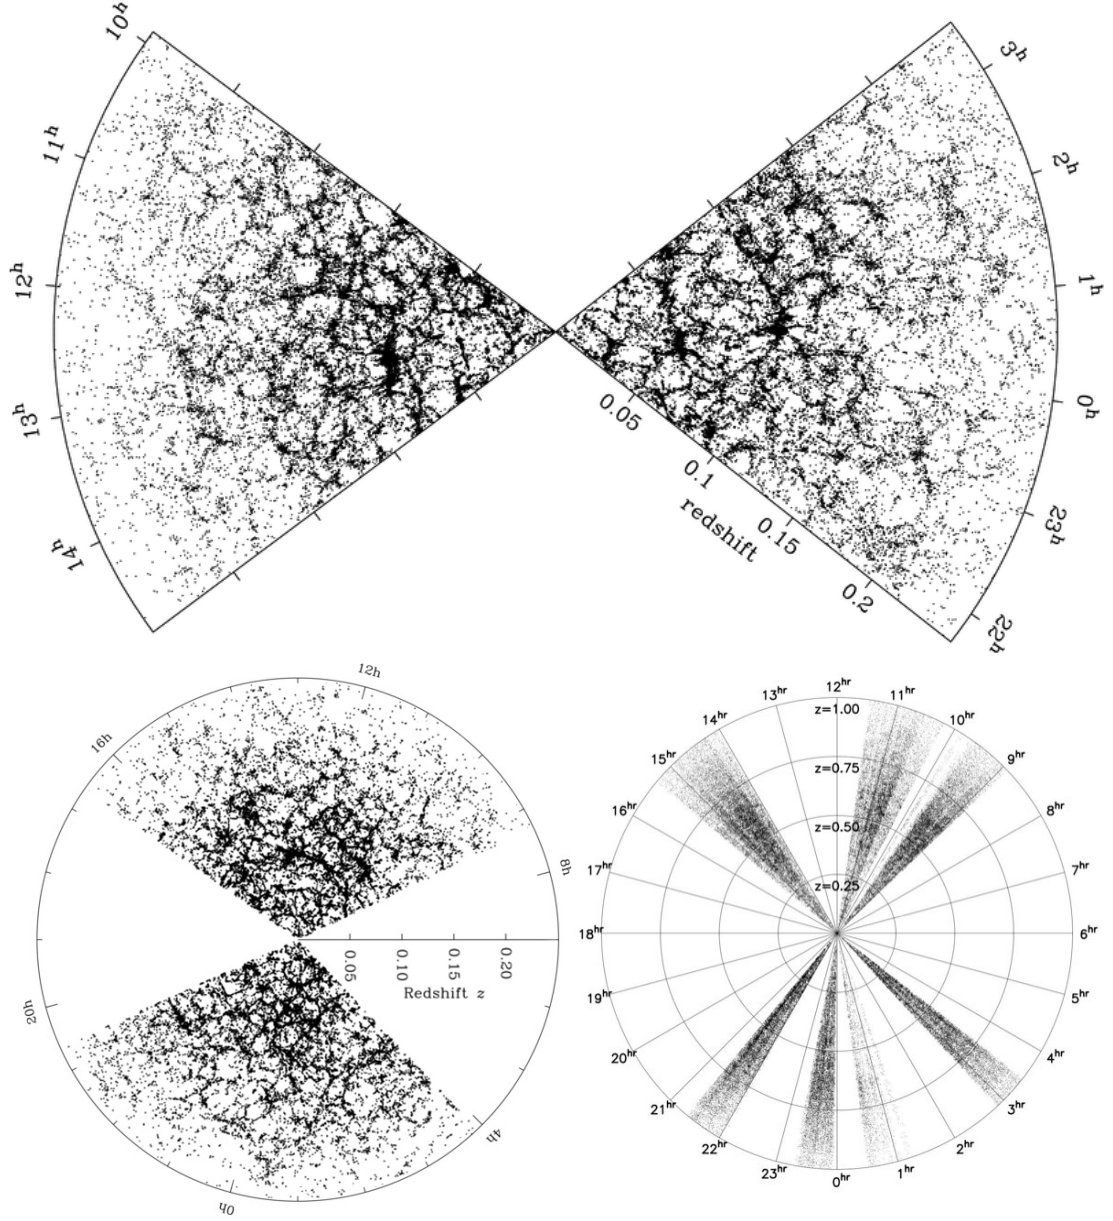 10h
11h
12h
13h
14h
3h
2h
1h
0h
23h
22h
0.05
0.1
0.15
0.2
redshift
12h
16h
8h
20h
4h
0h
0.05
0.10
0.15
0.20
Redshift z
12hr
13hr
11hr
14hr
10hr
15hr
9hr
16hr
8hr
17hr
7hr
18hr
6hr
19hr
5hr
20hr
4hr
21hr
3hr
22hr
2hr
23hr
1hr
0hr
z=1.00
z=0.75
z=0.50
z=0.25